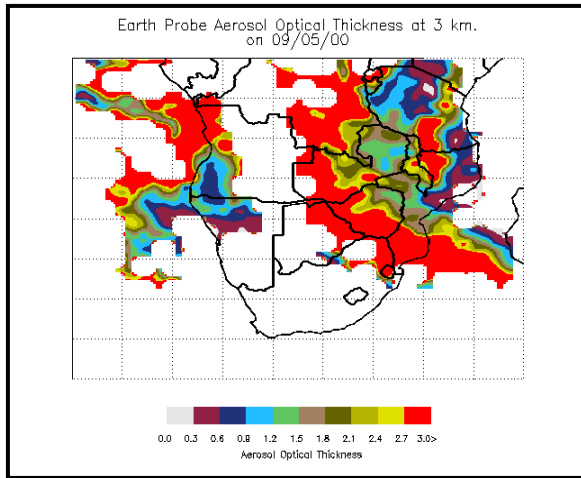 Earth Probe Aerosol Optical Thickness at 3 km.
on 09/05/00
0.0 0.3 0.6 0.9 1.2 1.5 1.8 2.1 2.4 2.7 3.0>
Aerosol Optical Thickness